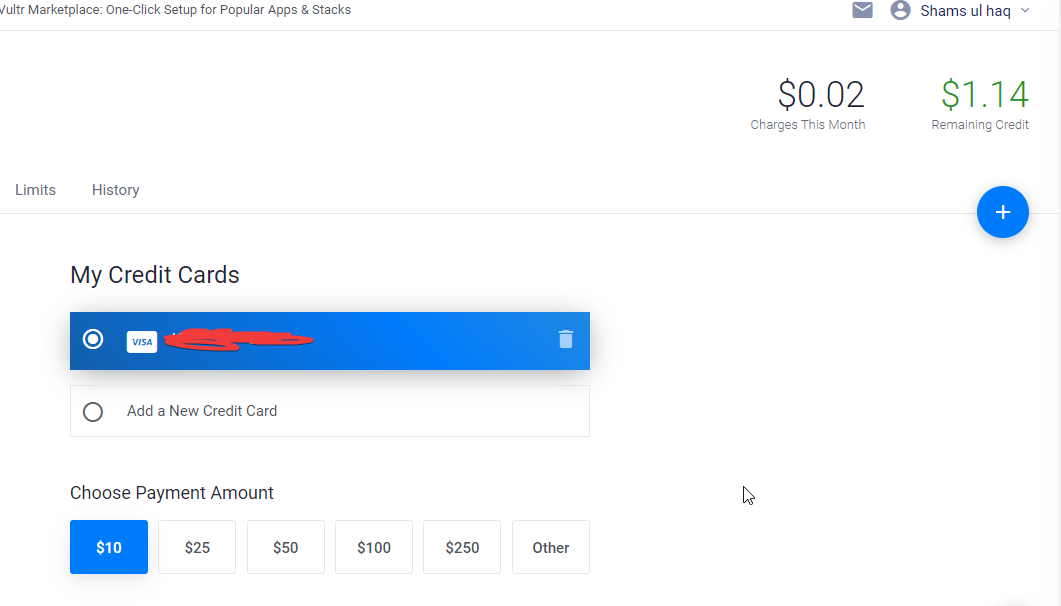 Vultr Marketplace: One-Click Setup for Popular Apps & Stacks
Shams ul haq
$0.02
Charges This Month
$1.14
Remaining Credit
Limits
History
+
My Credit Cards
VISA
Add a New Credit Card
Choose Payment Amount
$10
$25
$50
$100
$250
Other